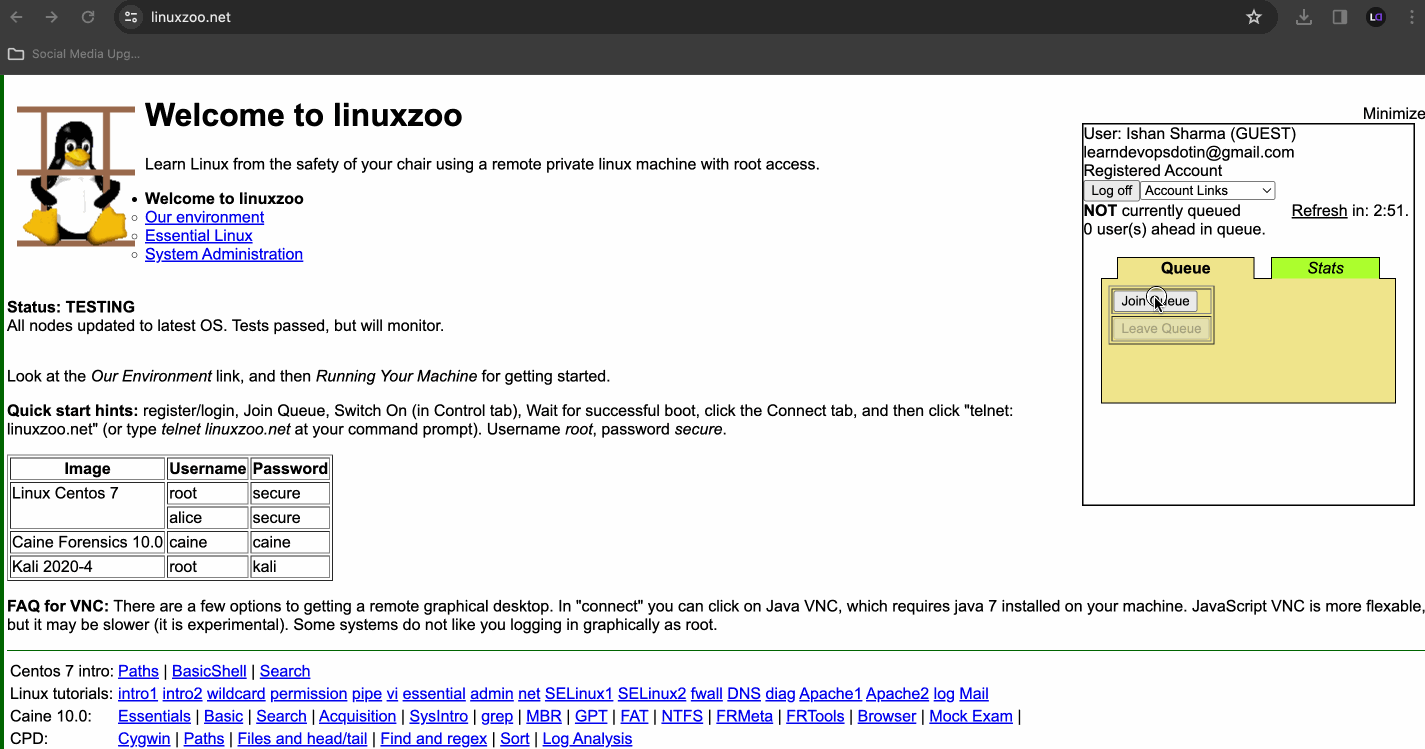 linuxzoo.net
LD
Social Media Upg...
Welcome to linuxzoo
Learn Linux from the safety of your chair using a remote private linux machine with root access.
Welcome to linuxzoo
Our environment
Essential Linux
System Administration
Minimize
User: Ishan Sharma (GUEST)
learndevopsdotin@gmail.com
Registered Account
Log off Account Links
NOT currently queued Refresh in: 2:51.
0 user(s) ahead in queue.
Queue Stats
Join Queue
Leave Queue
Status: TESTING
All nodes updated to latest OS. Tests passed, but will monitor.
Look at the Our Environment link, and then Running Your Machine for getting started.
Quick start hints: register/login, Join Queue, Switch On (in Control tab), Wait for successful boot, click the Connect tab, and then click "telnet:
linuxzoo.net" (or type telnet linuxzoo.net at your command prompt). Username root, password secure.
Image Username Password
Linux Centos 7 root secure
alice secure
Caine Forensics 10.0 caine caine
Kali 2020-4 root kali
FAQ for VNC: There are a few options to getting a remote graphical desktop. In "connect" you can click on Java VNC, which requires java 7 installed on your machine. JavaScript VNC is more flexable,
but it may be slower (it is experimental). Some systems do not like you logging in graphically as root.
Centos 7 intro: Paths | BasicShell | Search
Linux tutorials: intro1 intro2 wildcard permission pipe vi essential admin net SELinux1 SELinux2 fwall DNS diag Apache1 Apache2 log Mail
Caine 10.0: Essentials | Basic | Search | Acquisition | SysIntro | grep | MBR | GPT | FAT | NTFS | FRMeta | FRTools | Browser | Mock Exam |
CPD: Cygwin | Paths | Files and head/tail | Find and regex | Sort | Log Analysis